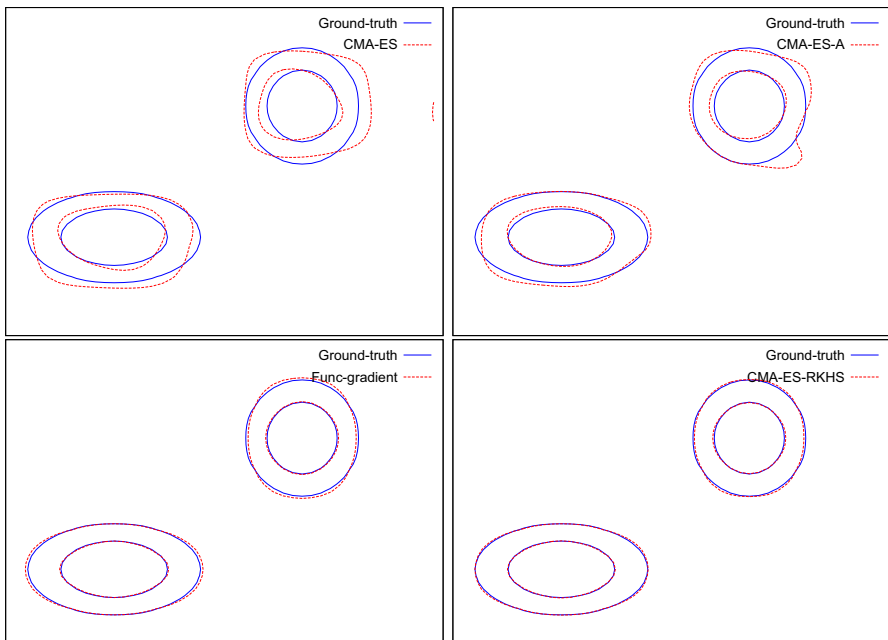 Ground-truth
CMA-ES
Ground-truth
CMA-ES-A
Ground-truth
Func-gradient
Ground-truth
CMA-ES-RKHS